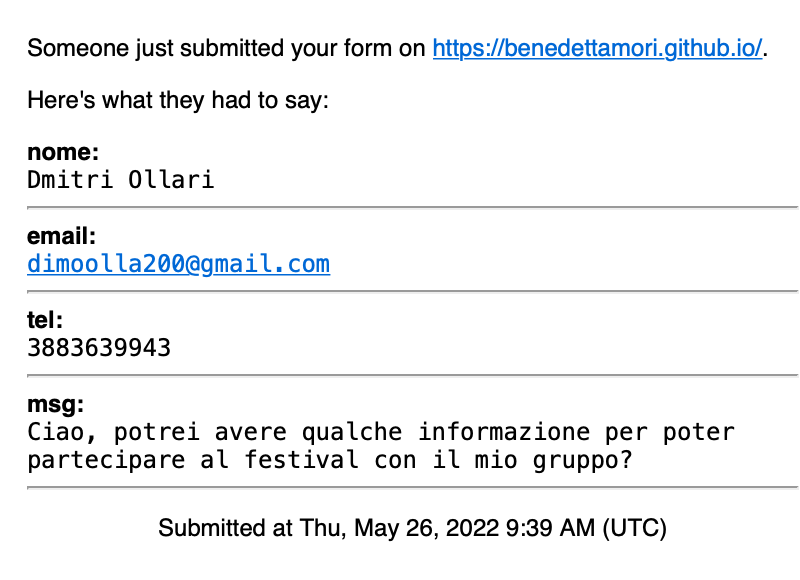 Someone just submitted your form on https://benedettamori.github.io/.
Here's what they had to say:
nome:
Dmitri Ollari
email:
dimoolla200@gmail.com
tel:
3883639943
msg:
Ciao, potrei avere qualche informazione per poter
partecipare al festival con il mio gruppo?
Submitted at Thu, May 26, 2022 9:39 AM (UTC)